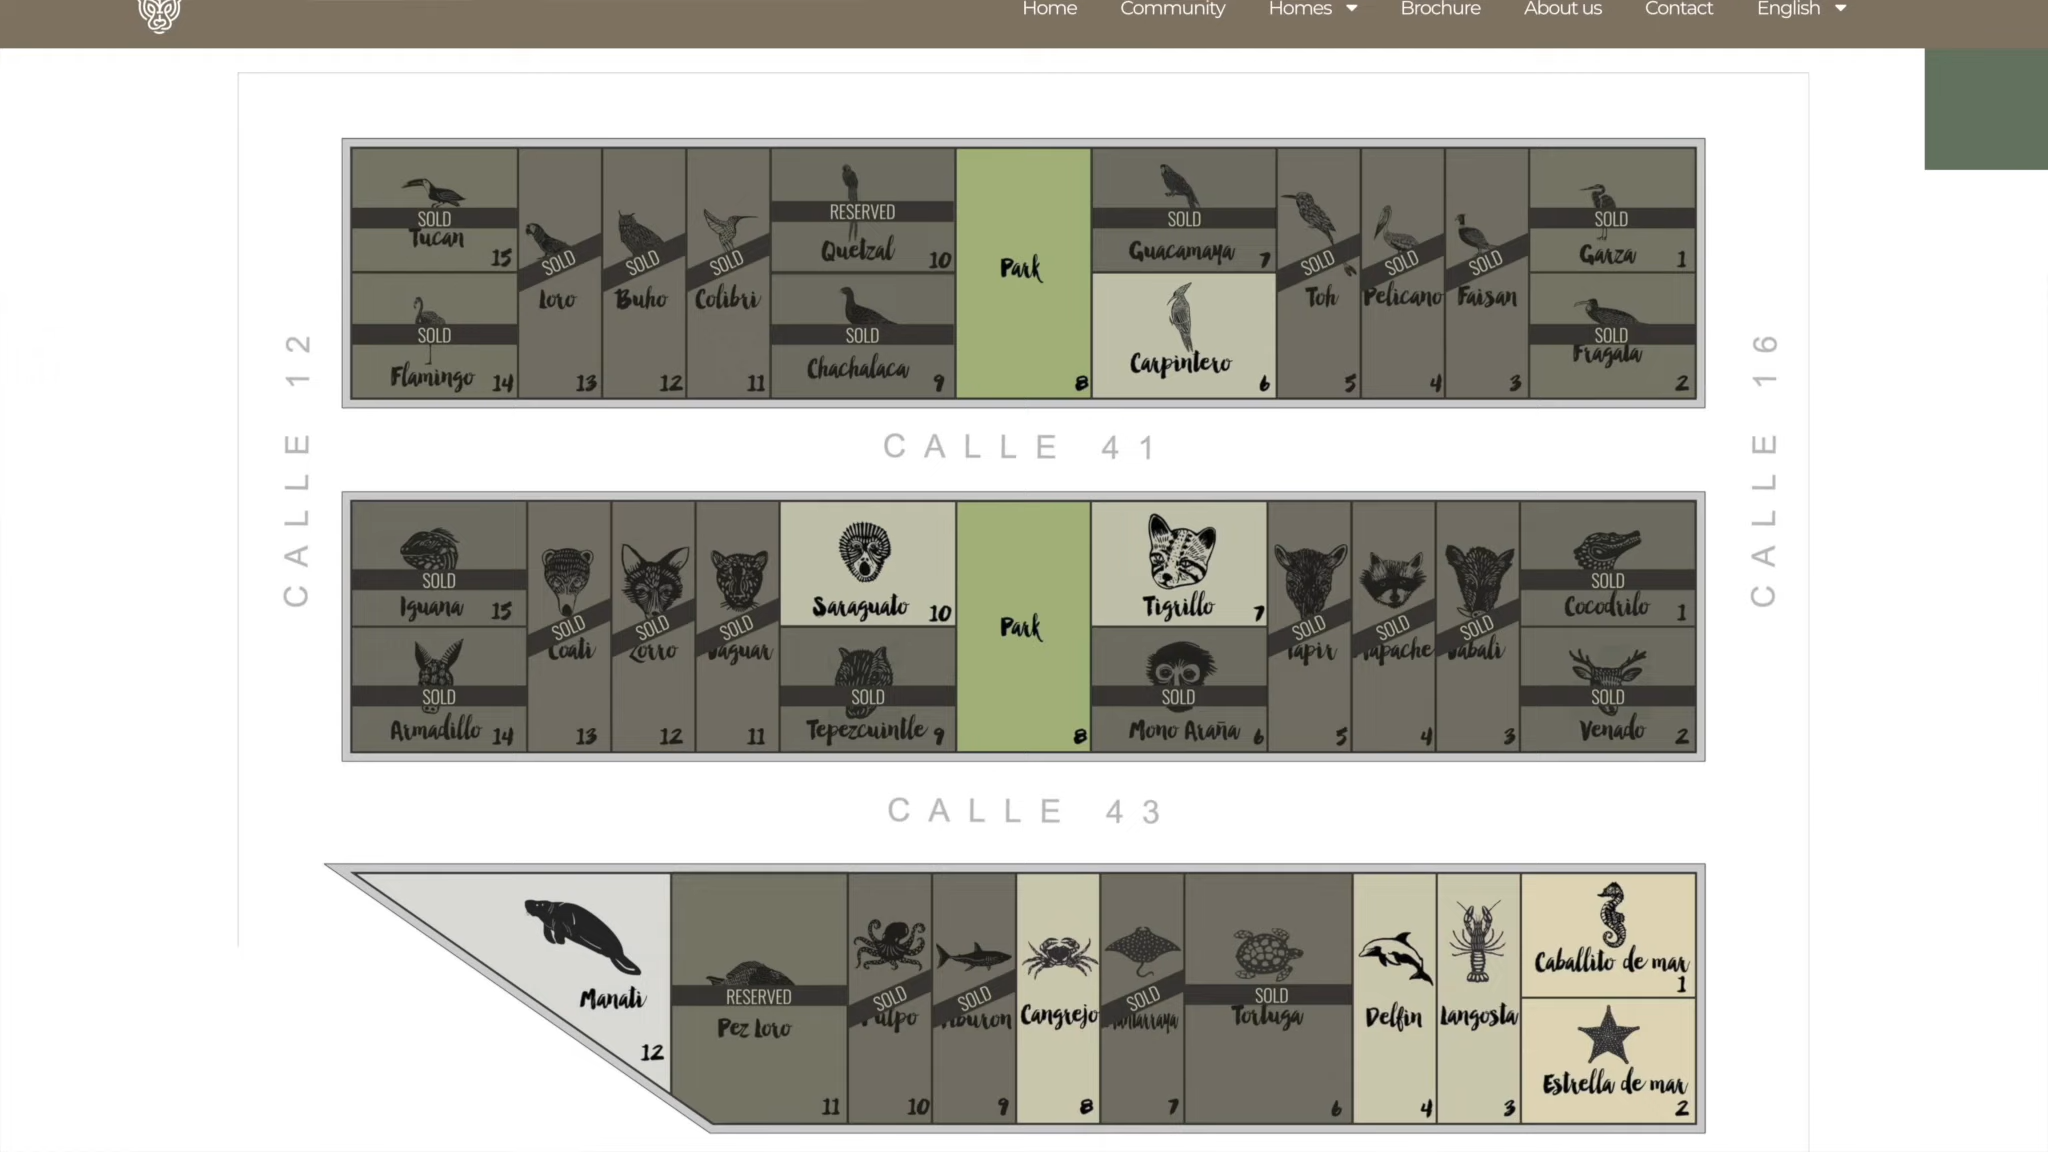 Home Community Homes Brochure About us Contact English
SOLD
Tucan 15
SOLD
Loro 13
SOLD
Buho 12
SOLD
Colibri 11
RESERVED
Quetzal 10
Park 8
SOLD
Guacamaya 7
SOLD
Toh 5
SOLD
Pelicano 4
SOLD
Faisan 3
SOLD
Garza 1
SOLD
Flamingo 14
SOLD
Chachalaca 9
Carpintero 6
SOLD
Fragala 2
CALLE 12
CALLE 41
CALLE 16
SOLD
Iguana 15
SOLD
Coati 13
SOLD
Zorro 12
SOLD
Jaguar 11
Saraguato 10
Park 8
Tigrillo 7
SOLD
Tapir 5
SOLD
Mapache 4
SOLD
Jabali 3
SOLD
Cocodrilo 1
SOLD
Armadillo 14
SOLD
Tepezcuintle 9
SOLD
Mono Araña 6
SOLD
Venado 2
CALLE 43
Manati
12
RESERVED
Pez Loro
11
SOLD
Pulpo
10
SOLD
9
Cangrejo
8
SOLD
7
SOLD
Tortuga
6
Delfin
4
Langosta
3
Caballito de mar
1
Estrella de mar
2